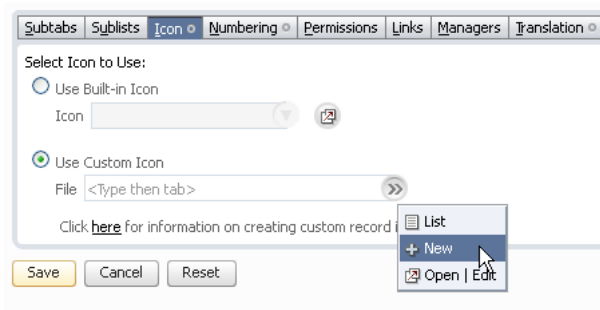 Subtabs Sublists Icon Numbering Permissions Links Managers Translation
Select Icon to Use:
Use Built-in Icon
Icon
Use Custom Icon
File <Type then tab>
Click here for information on creating custom record
List
New
Open | Edit
Save Cancel Reset